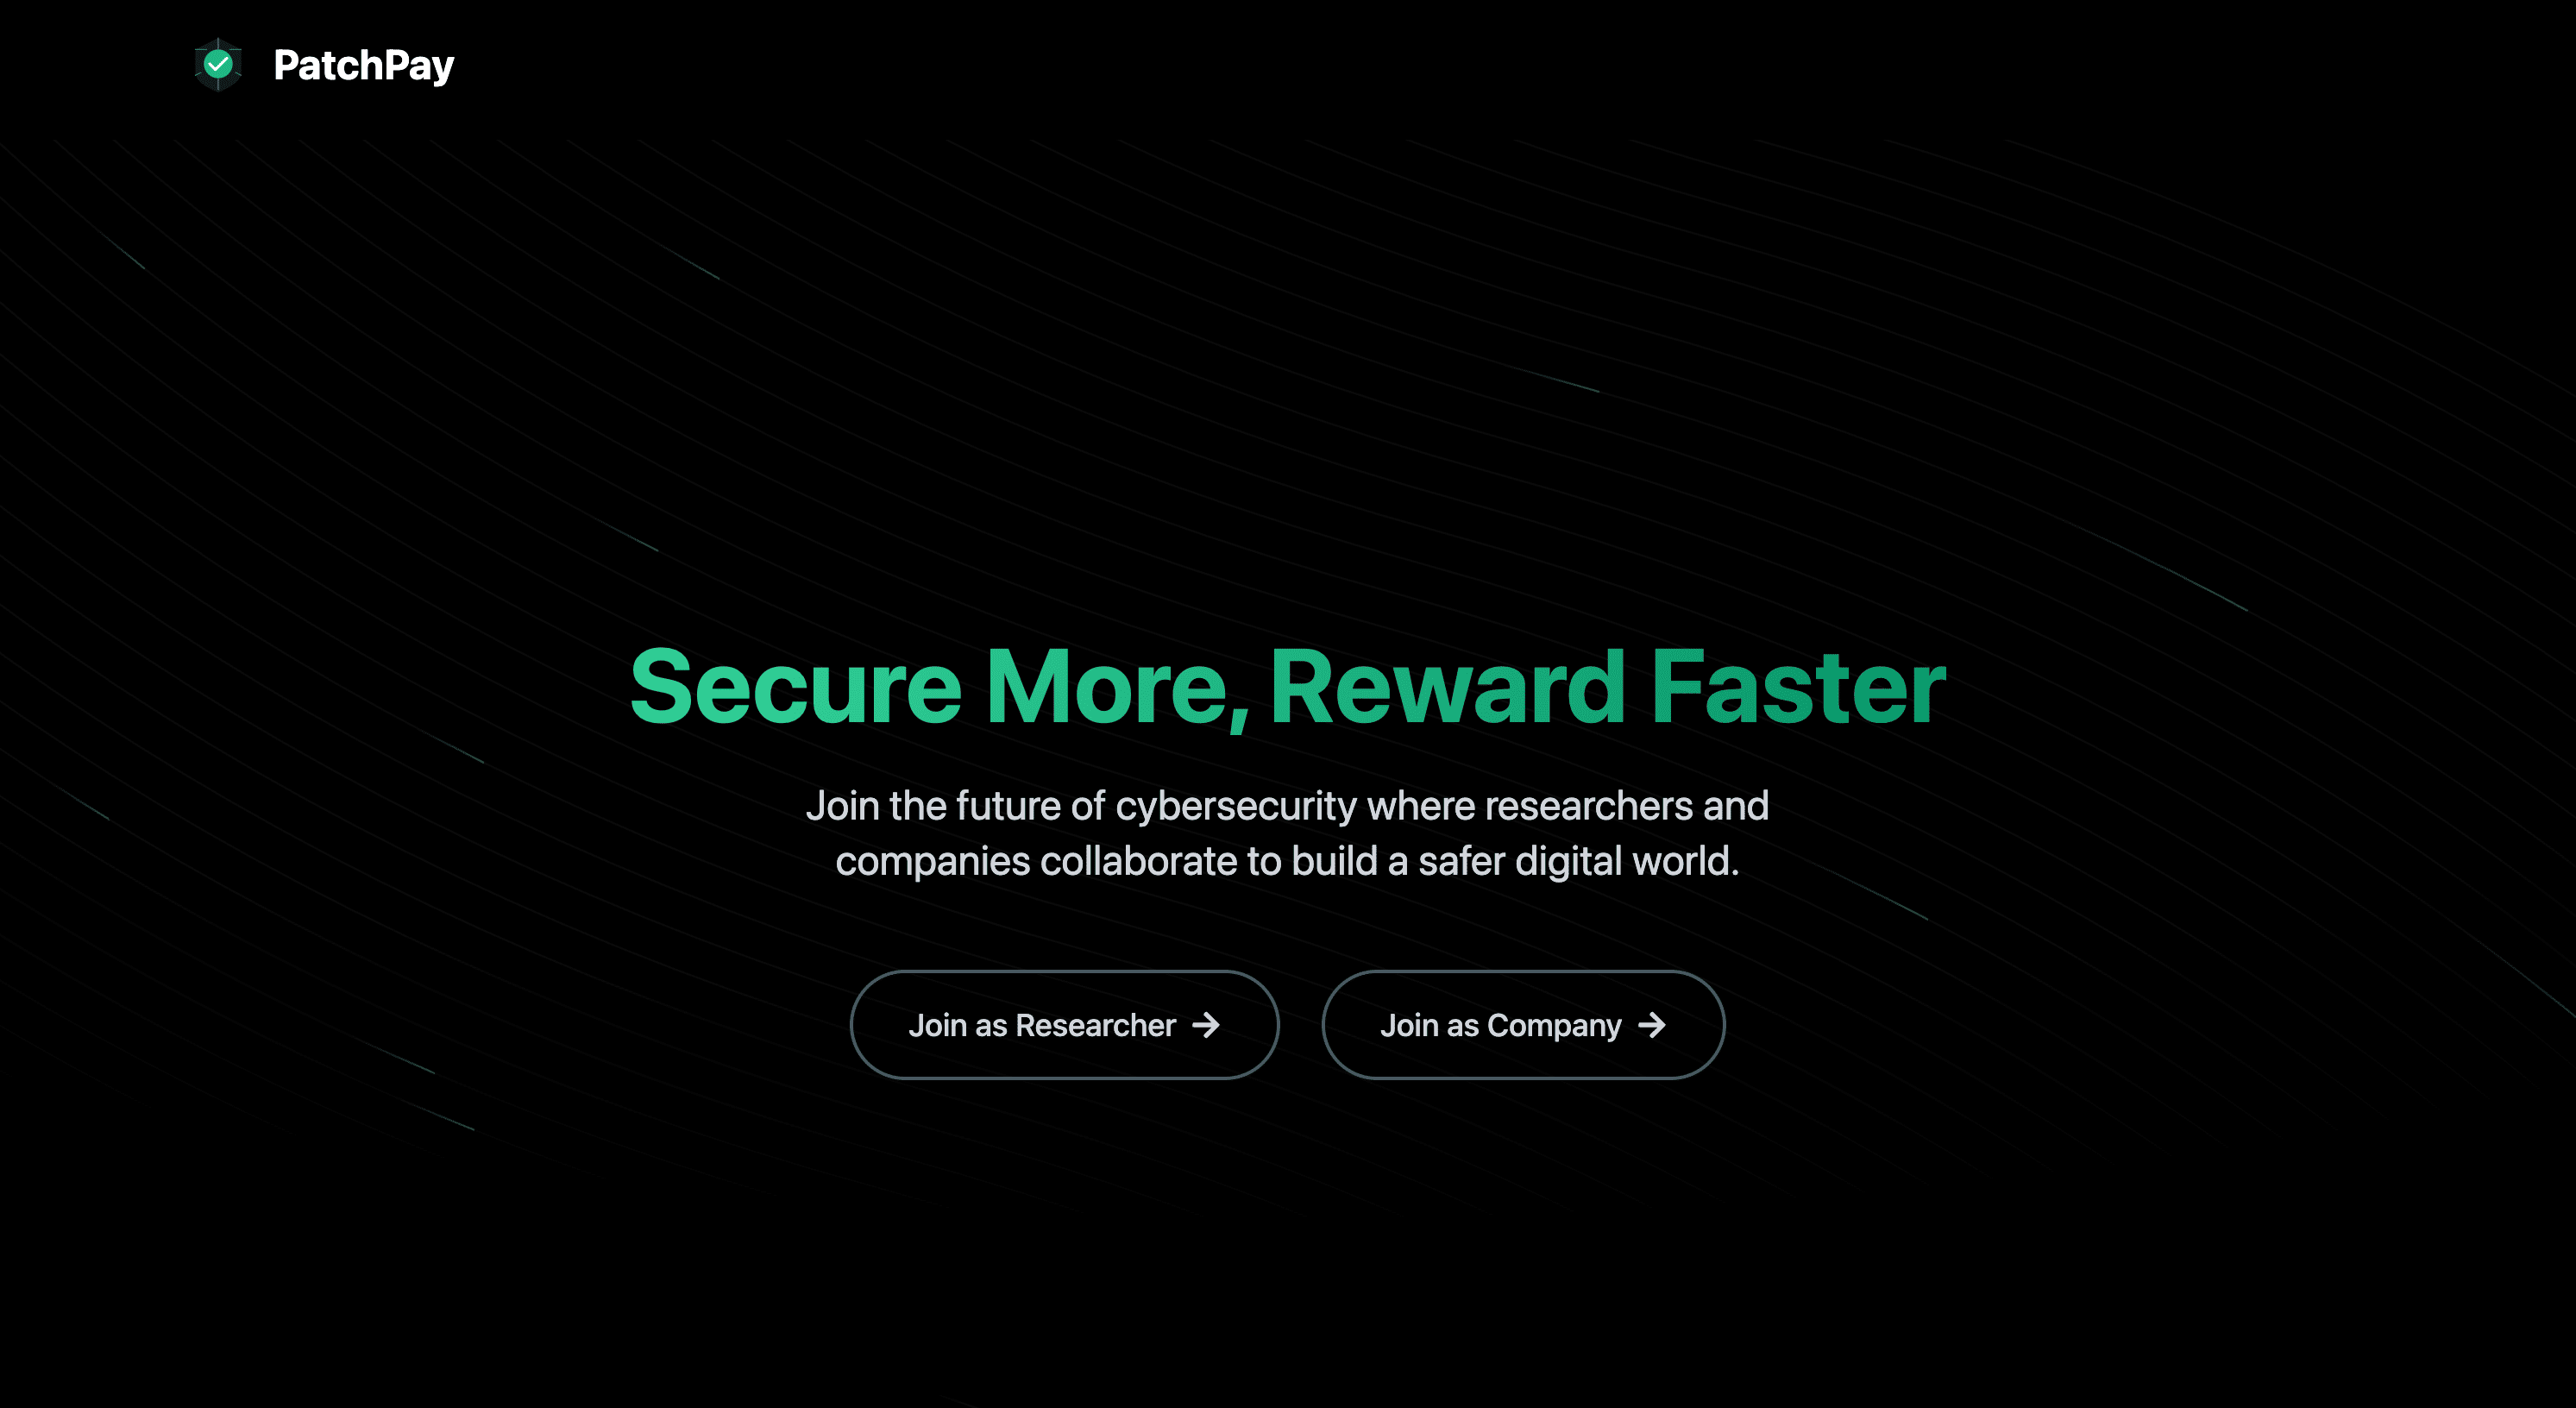 PatchPay
Secure More, Reward Faster
Join the future of cybersecurity where researchers and
companies collaborate to build a safer digital world.
Join as Researcher →
Join as Company →